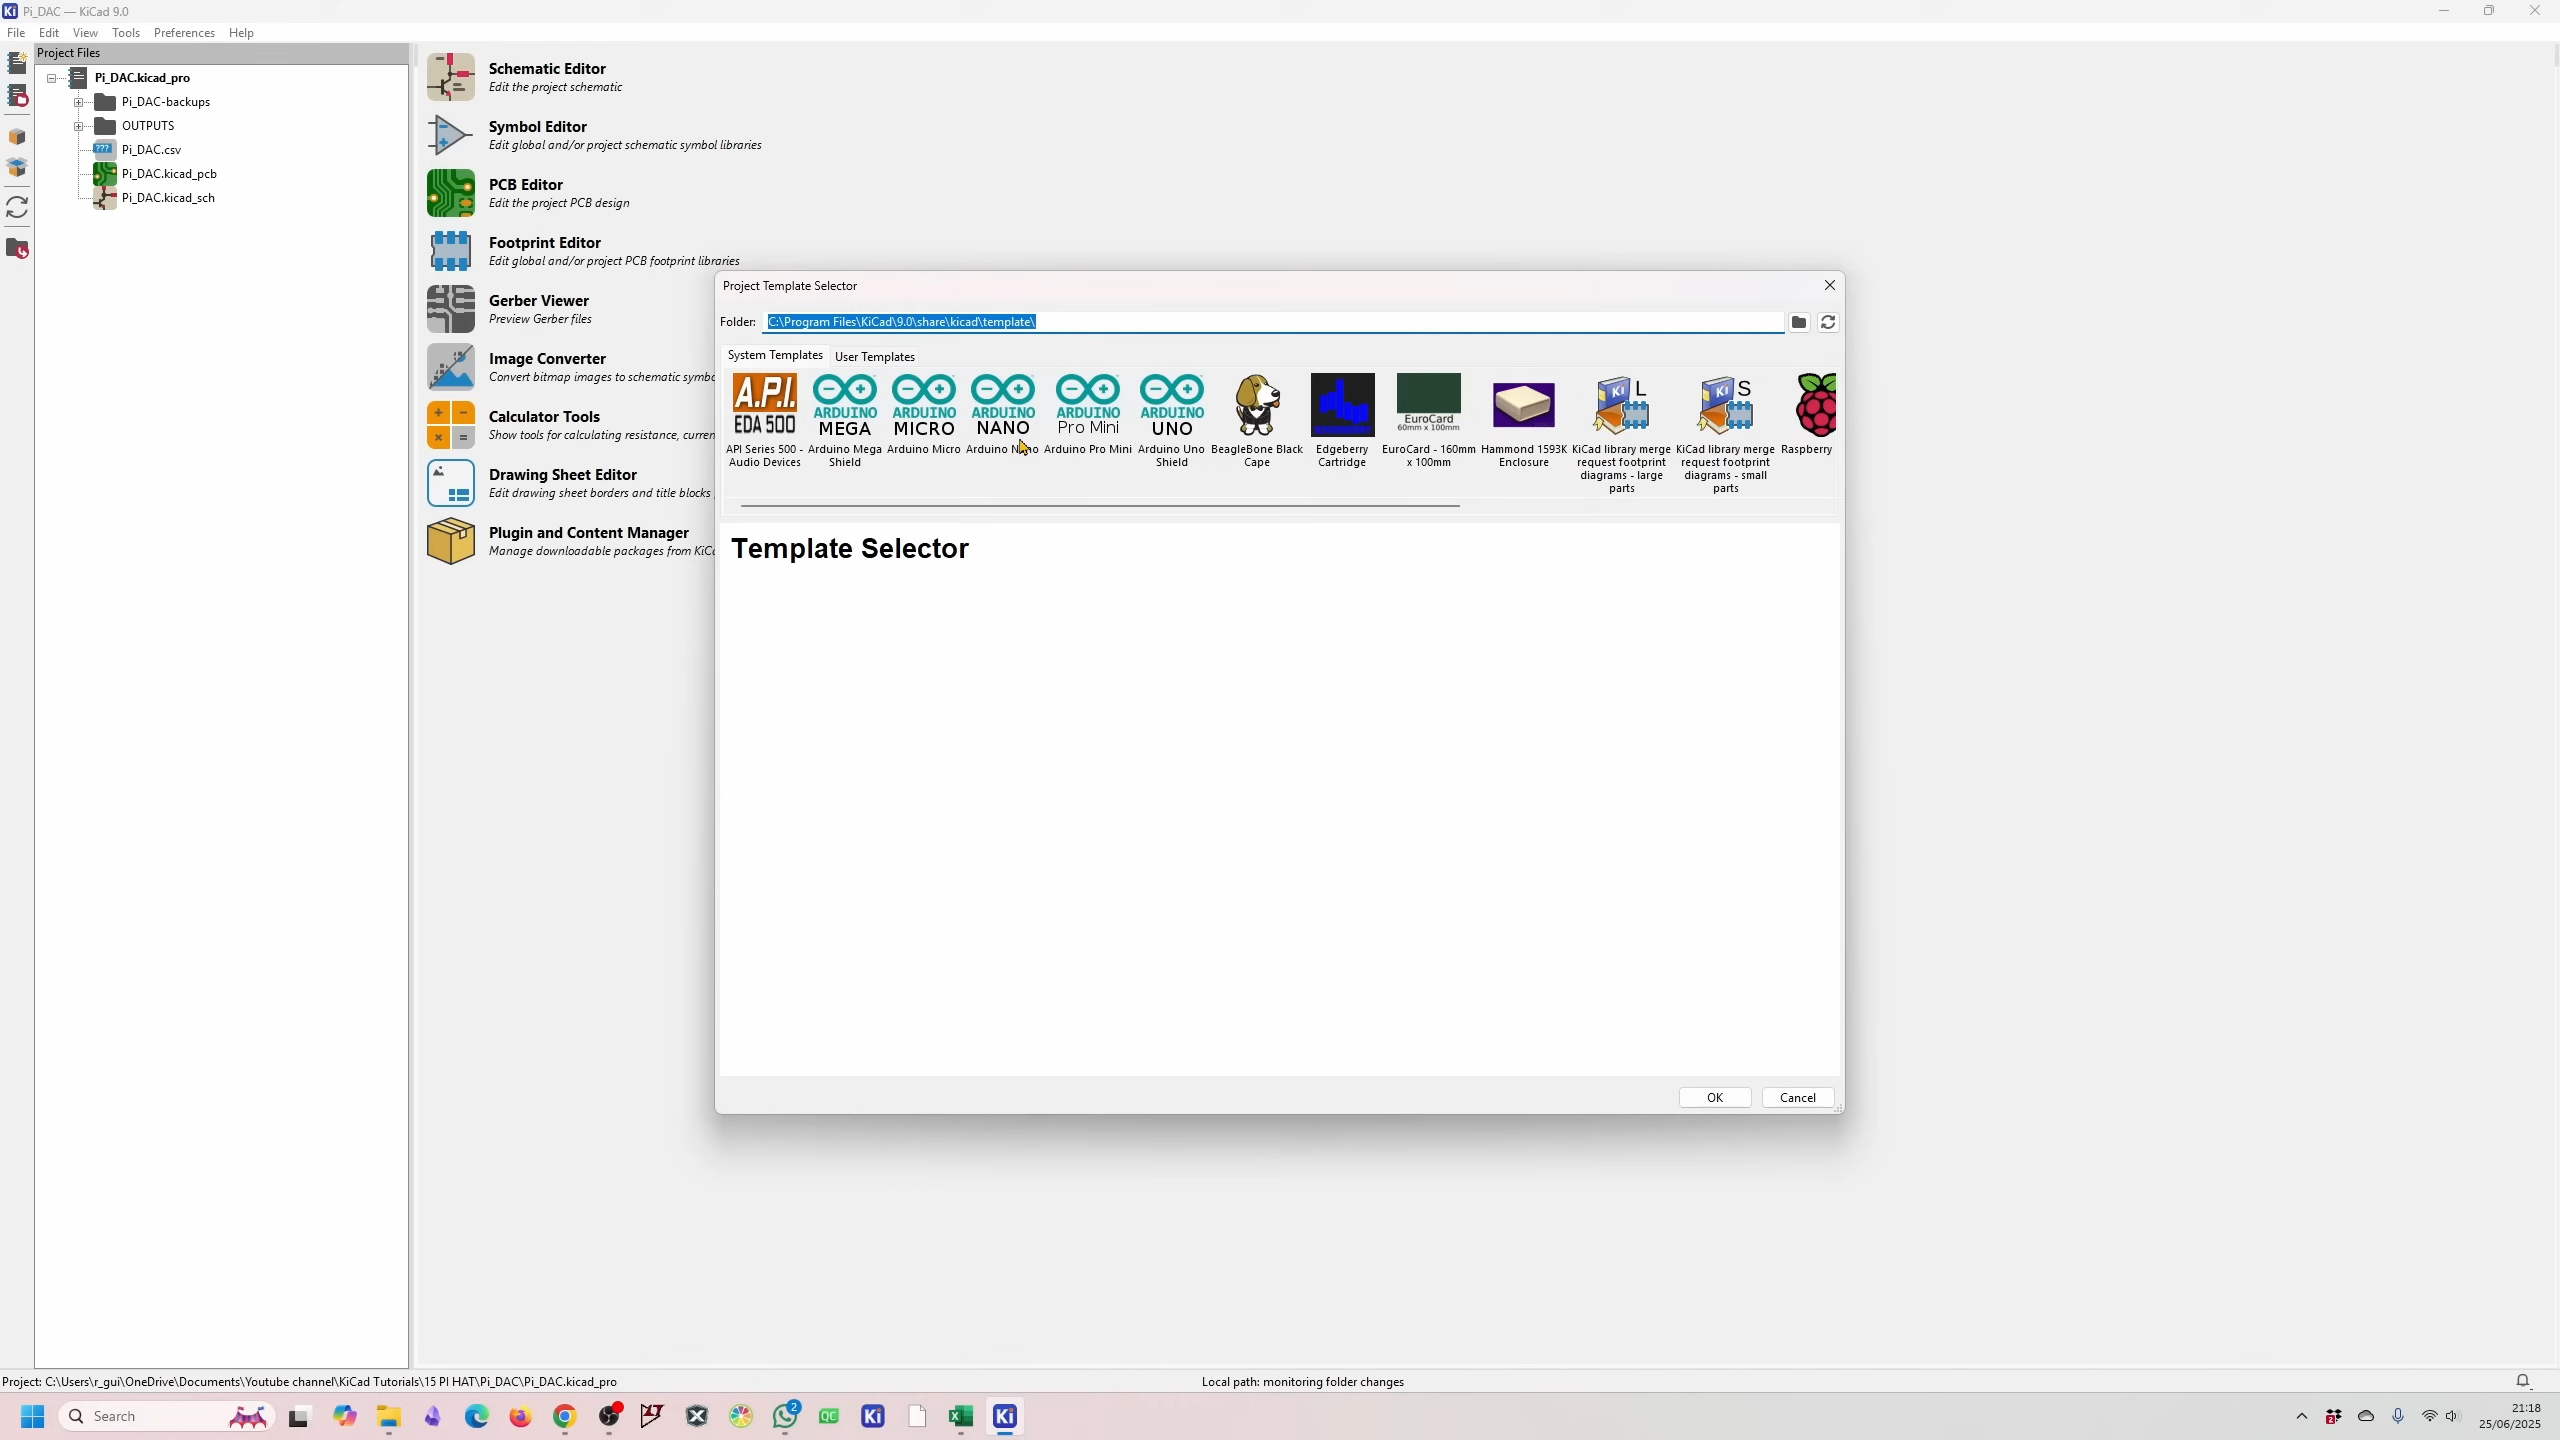 Pi_DAC — KiCad 9.0
File Edit View Tools Preferences Help
Project Files
Pi_DAC.kicad_pro
Pi_DAC-backups
OUTPUTS
???
Pi_DAC.csv
Pi_DAC.kicad_pcb
Pi_DAC.kicad_sch
Schematic Editor
Edit the project schematic
Symbol Editor
Edit global and/or project schematic symbol libraries
PCB Editor
Edit the project PCB design
Footprint Editor
Edit global and/or project PCB footprint libraries
Gerber Viewer
Preview Gerber files
Image Converter
Convert bitmap images to schematic symbo
Calculator Tools
Show tools for calculating resistance, curren
Drawing Sheet Editor
Edit drawing sheet borders and title blocks
Plugin and Content Manager
Manage downloadable packages from KiC
Project Template Selector
Folder: C:\Program Files\KiCad\9.0\share\kicad\template\
System Templates User Templates
A.P.I. EDA 500
ARDUINO MEGA
ARDUINO MICRO
ARDUINO NANO
ARDUINO Pro Mini
ARDUINO UNO
EuroCard
60mm x 100mm
Ki L
Ki S
API Series 500 -
Audio Devices
Arduino Mega
Shield
Arduino Micro
Arduino Nano
Arduino Pro Mini
Arduino Uno
Shield
BeagleBone Black
Cape
Edgeberry
Cartridge
EuroCard - 160mm
x 100mm
Hammond 1593K
Enclosure
KiCad library merge
request footprint
diagrams - large
parts
KiCad library merge
request footprint
diagrams - small
parts
Raspberry
Template Selector
OK Cancel
Project: C:\Users\r_gui\OneDrive\Documents\Youtube channel\KiCad Tutorials\15 PI HAT\Pi_DAC\Pi_DAC.kicad_pro
Local path: monitoring folder changes
Search
2
QC
Ki
Ki
21:18
25/06/2025